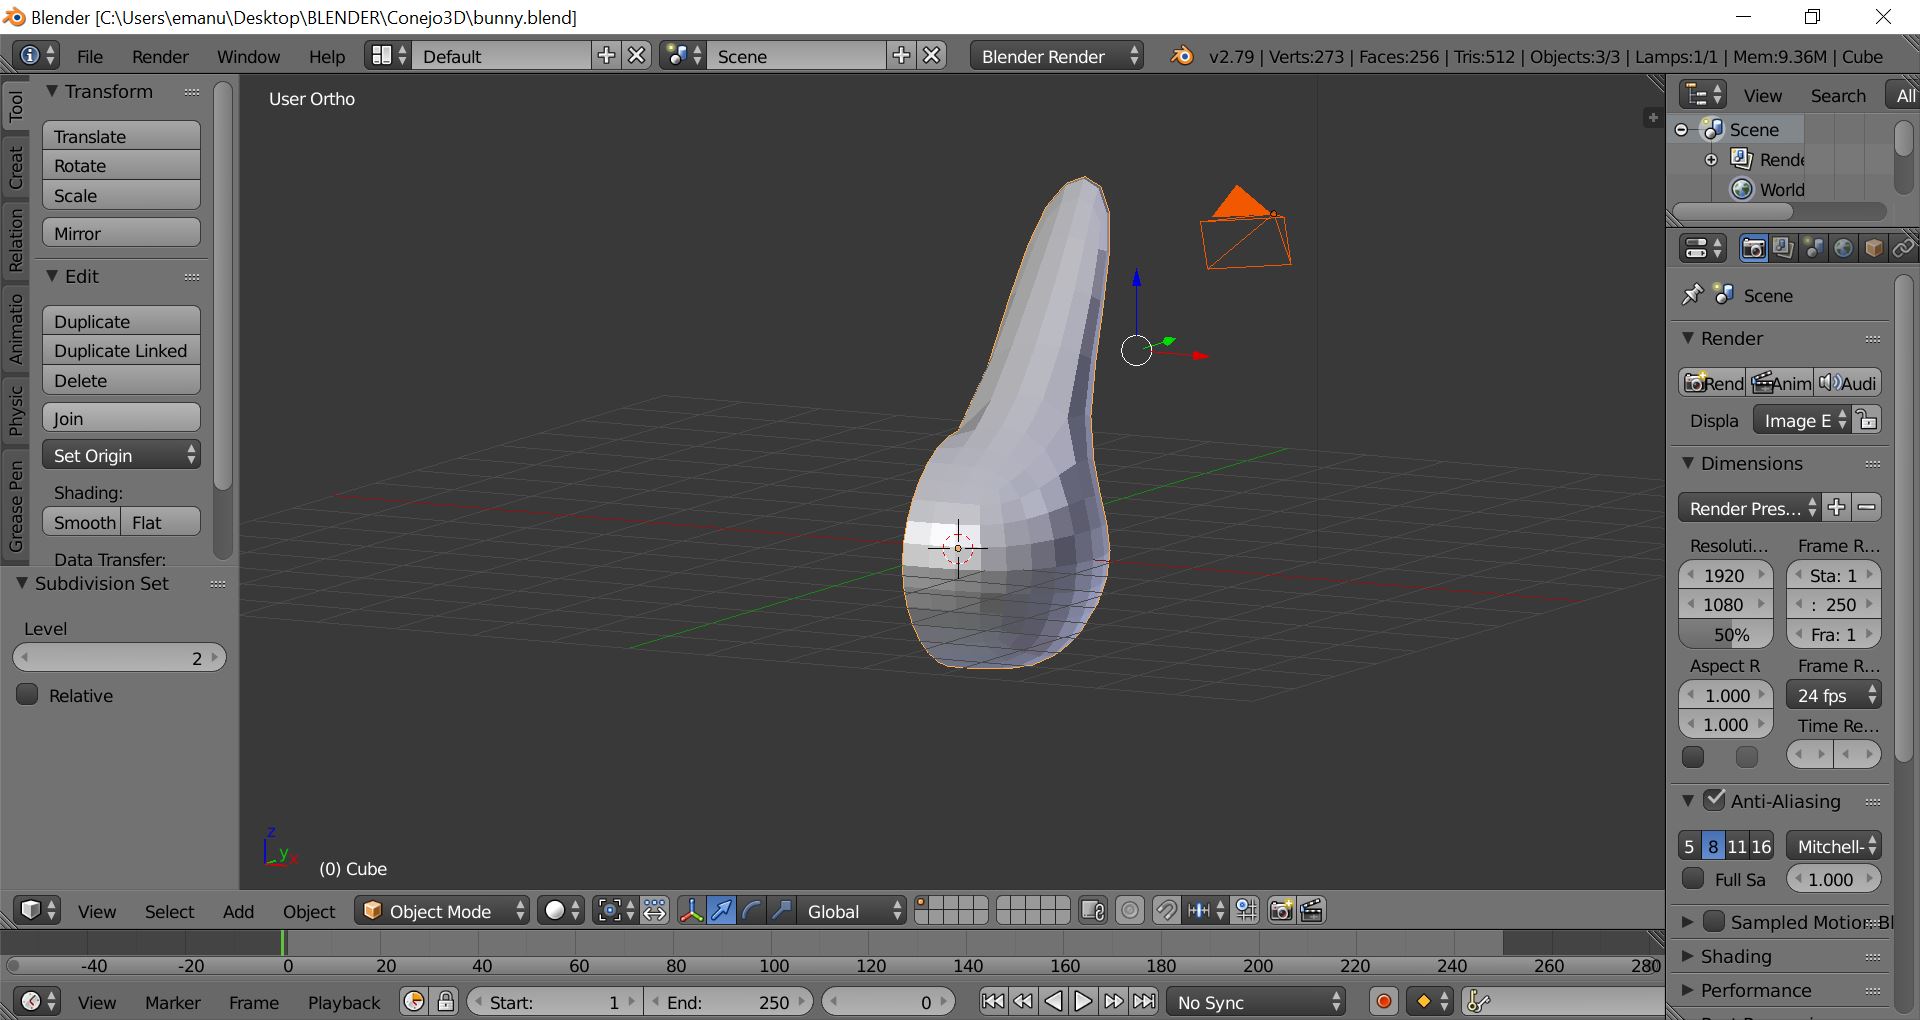 Blender [C:\Users\emanu\Desktop\BLENDER\Conejo3D\bunny.blend]
File Render Window Help Default Scene Blender Render v2.79 | Verts:273 | Faces:256 | Tris:512 | Objects:3/3 | Lamps:1/1 | Mem:9.36M | Cube
Tool
Creat
Relation
Animatio
Physic
Grease Pen
Transform
Translate
Rotate
Scale
Mirror
Edit
Duplicate
Duplicate Linked
Delete
Join
Set Origin
Shading:
Smooth Flat
Data Transfer:
Subdivision Set
Level
2
Relative
User Ortho
z
y
x
(0) Cube
View Search All
Scene
Rende
World
Scene
Render
Rend Anim Audi
Displa Image E
Dimensions
Render Pres...
Resoluti... Frame R...
1920 Sta: 1
1080 : 250
50% Fra: 1
Aspect R Frame R...
1.000 24 fps
1.000 Time Re...
Anti-Aliasing
5 8 11 16 Mitchell-
Full Sa 1.000
Sampled Motion Bl
Shading
Performance
View Select Add Object Object Mode Global
-40 -20 0 20 40 60 80 100 120 140 160 180 200 220 240 260 280
View Marker Frame Playback Start: 1 End: 250 0 No Sync